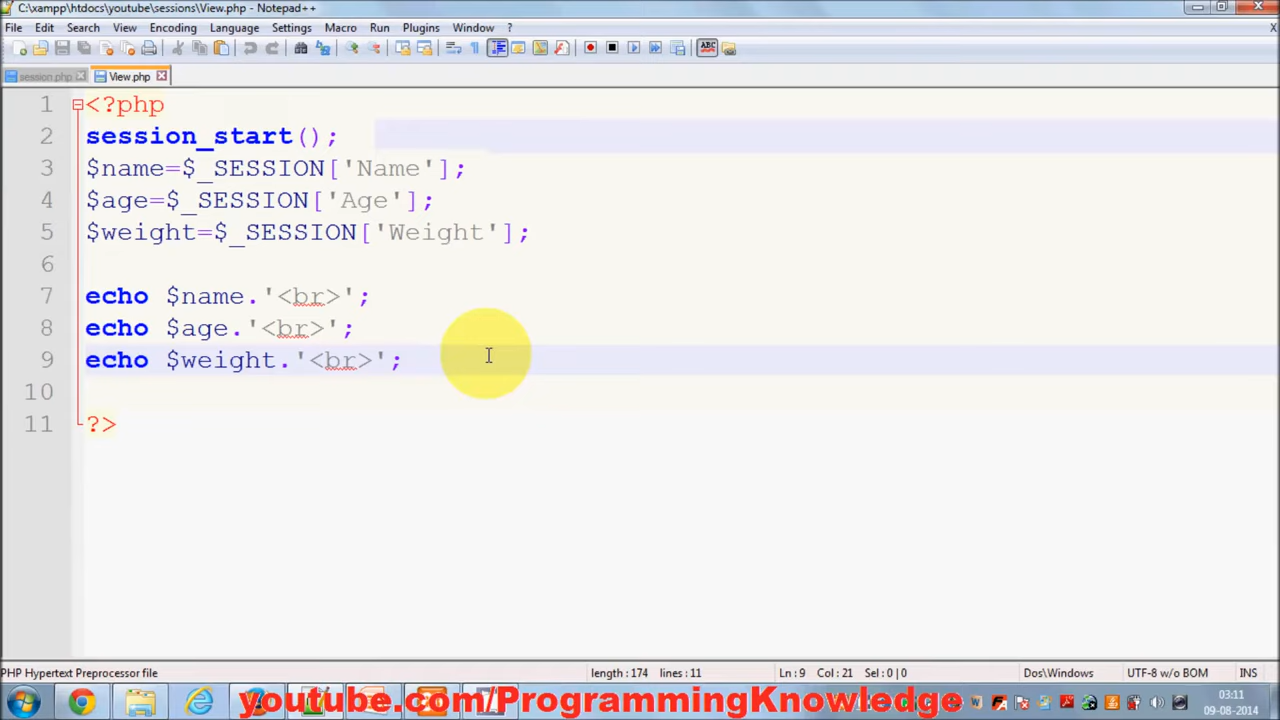 C:\xampp\htdocs\youtube\sessions\View.php - Notepad++
File Edit Search View Encoding Language Settings Macro Run Plugins Window ?
ABC
session.php View.php
1 <?php
2 session_start();
3 $name=$_SESSION['Name'];
4 $age=$_SESSION['Age'];
5 $weight=$_SESSION['Weight'];
6
7 echo $name.'<br>';
8 echo $age.'<br>';
9 echo $weight.'<br>';
10
11 ?>
PHP Hypertext Preprocessor file length : 174 lines : 11 Ln : 9 Col : 21 Sel : 0 | 0 Dos\Windows UTF-8 w/o BOM INS
youtube.com/ProgrammingKnowledge
03:11
09-08-2014